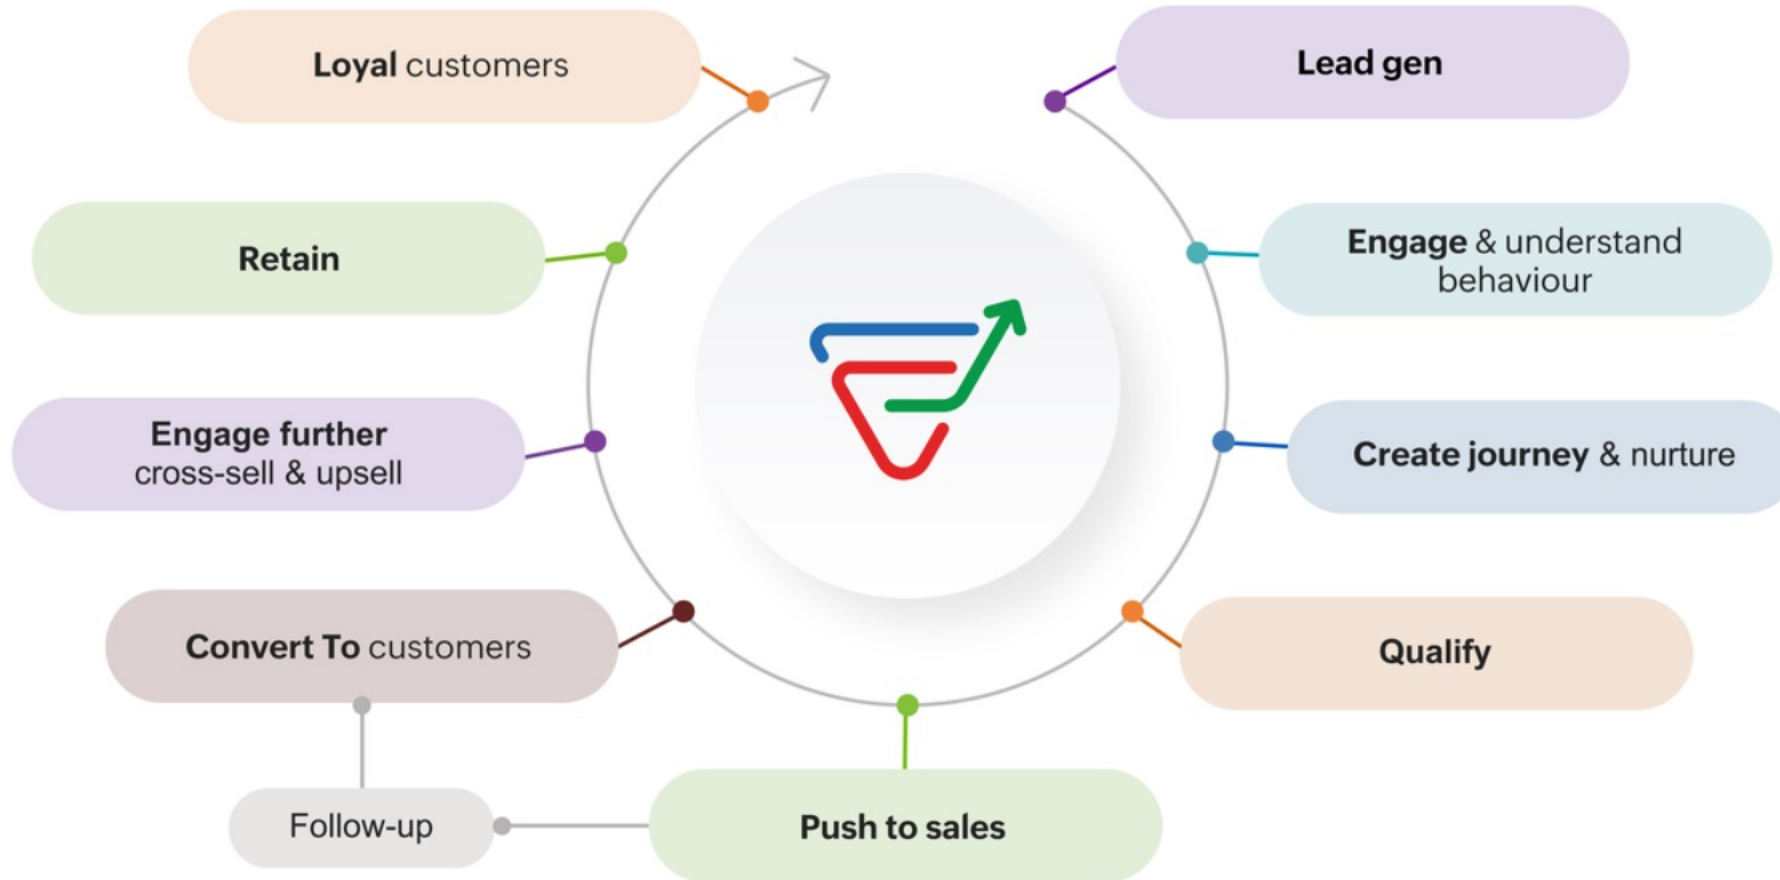 Lead gen
Engage & understand
behaviour
Create journey & nurture
Qualify
Push to sales
Follow-up
Convert To customers
Engage further
cross-sell & upsell
Retain
Loyal customers